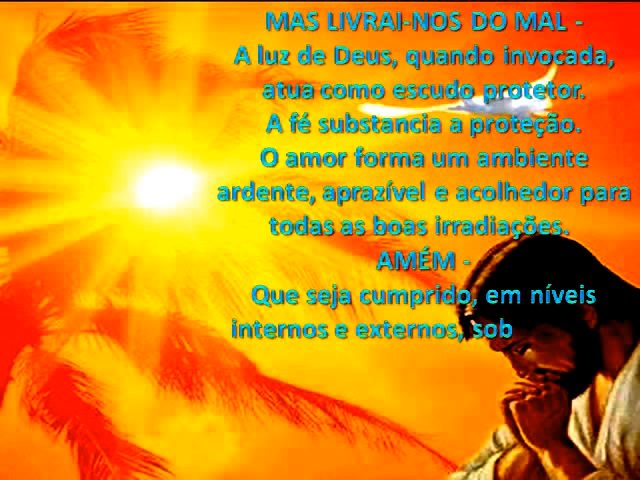 MAS LIVRAI-NOS DO MAL -
A luz de Deus, quando invocada,
atua como escudo protetor.
A fé substancia a proteção.
O amor forma um ambiente
ardente, aprazível e acolhedor para
todas as boas irradiações.
AMÉM -
Que seja cumprido, em níveis
internos e externos, sob